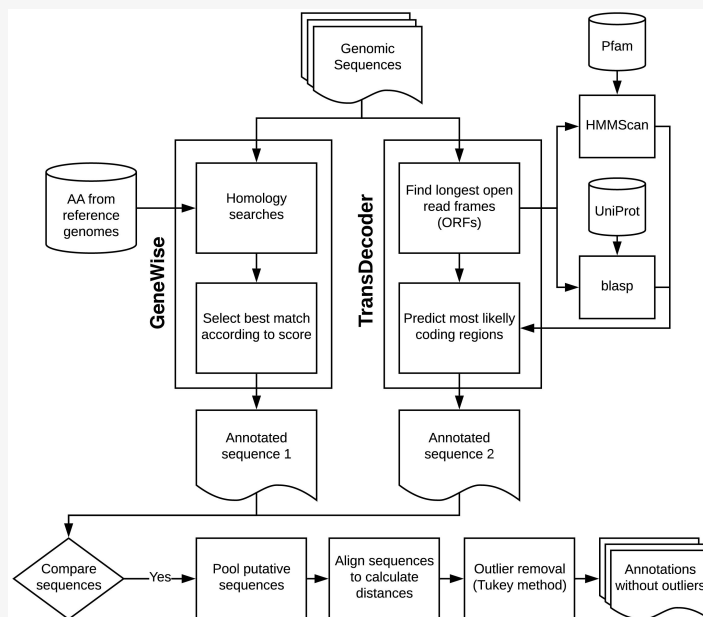 Genomic
Sequences
Pfam
HMMScan
AA from
reference
genomes
Homology
searches
GeneWise
TransDecoder
Find longest open
read frames
(ORFs)
UniProt
blasp
Select best match
according to score
Predict most likelly
coding regions
Annotated
sequence 1
Annotated
sequence 2
Compare
sequences
Yes
Pool putative
sequences
Align sequences
to calculate
distances
Outlier removal
(Tukey method)
Annotations
without outliers